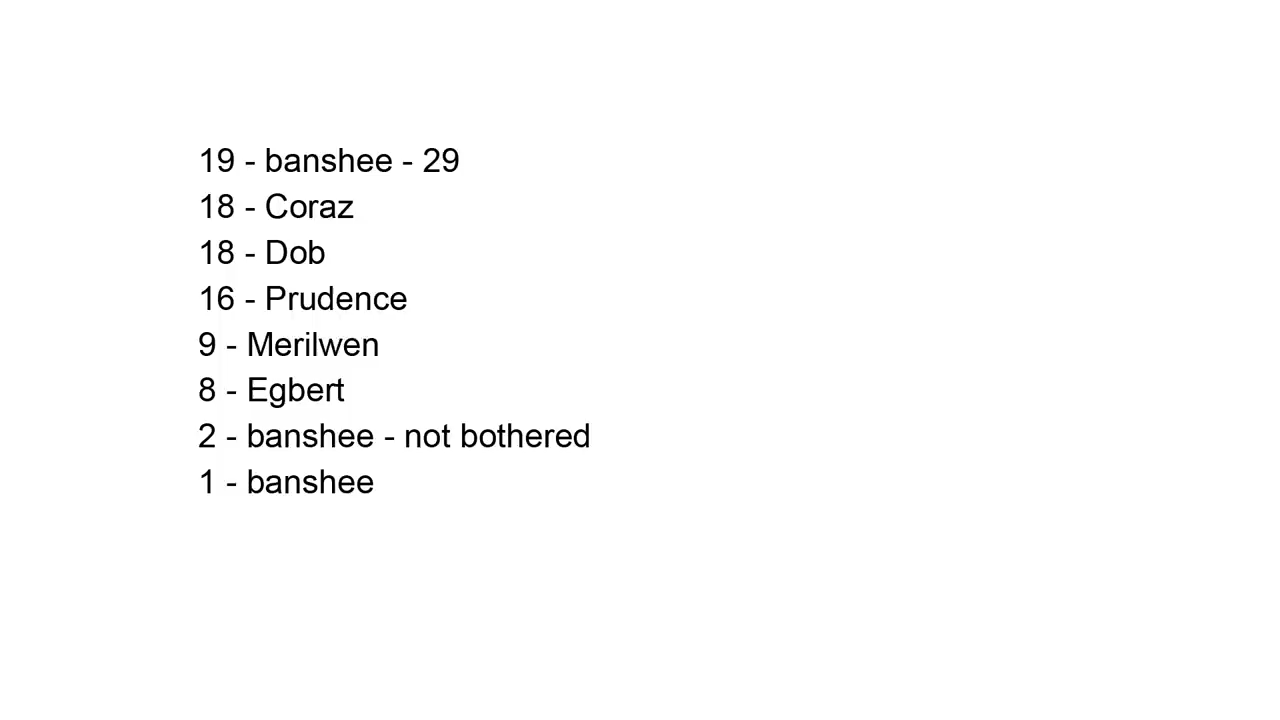 19 - banshee - 29
18 - Coraz
18 - Dob
16 - Prudence
9 - Merilwen
8 - Egbert
2 - banshee - not bothered
1 - banshee